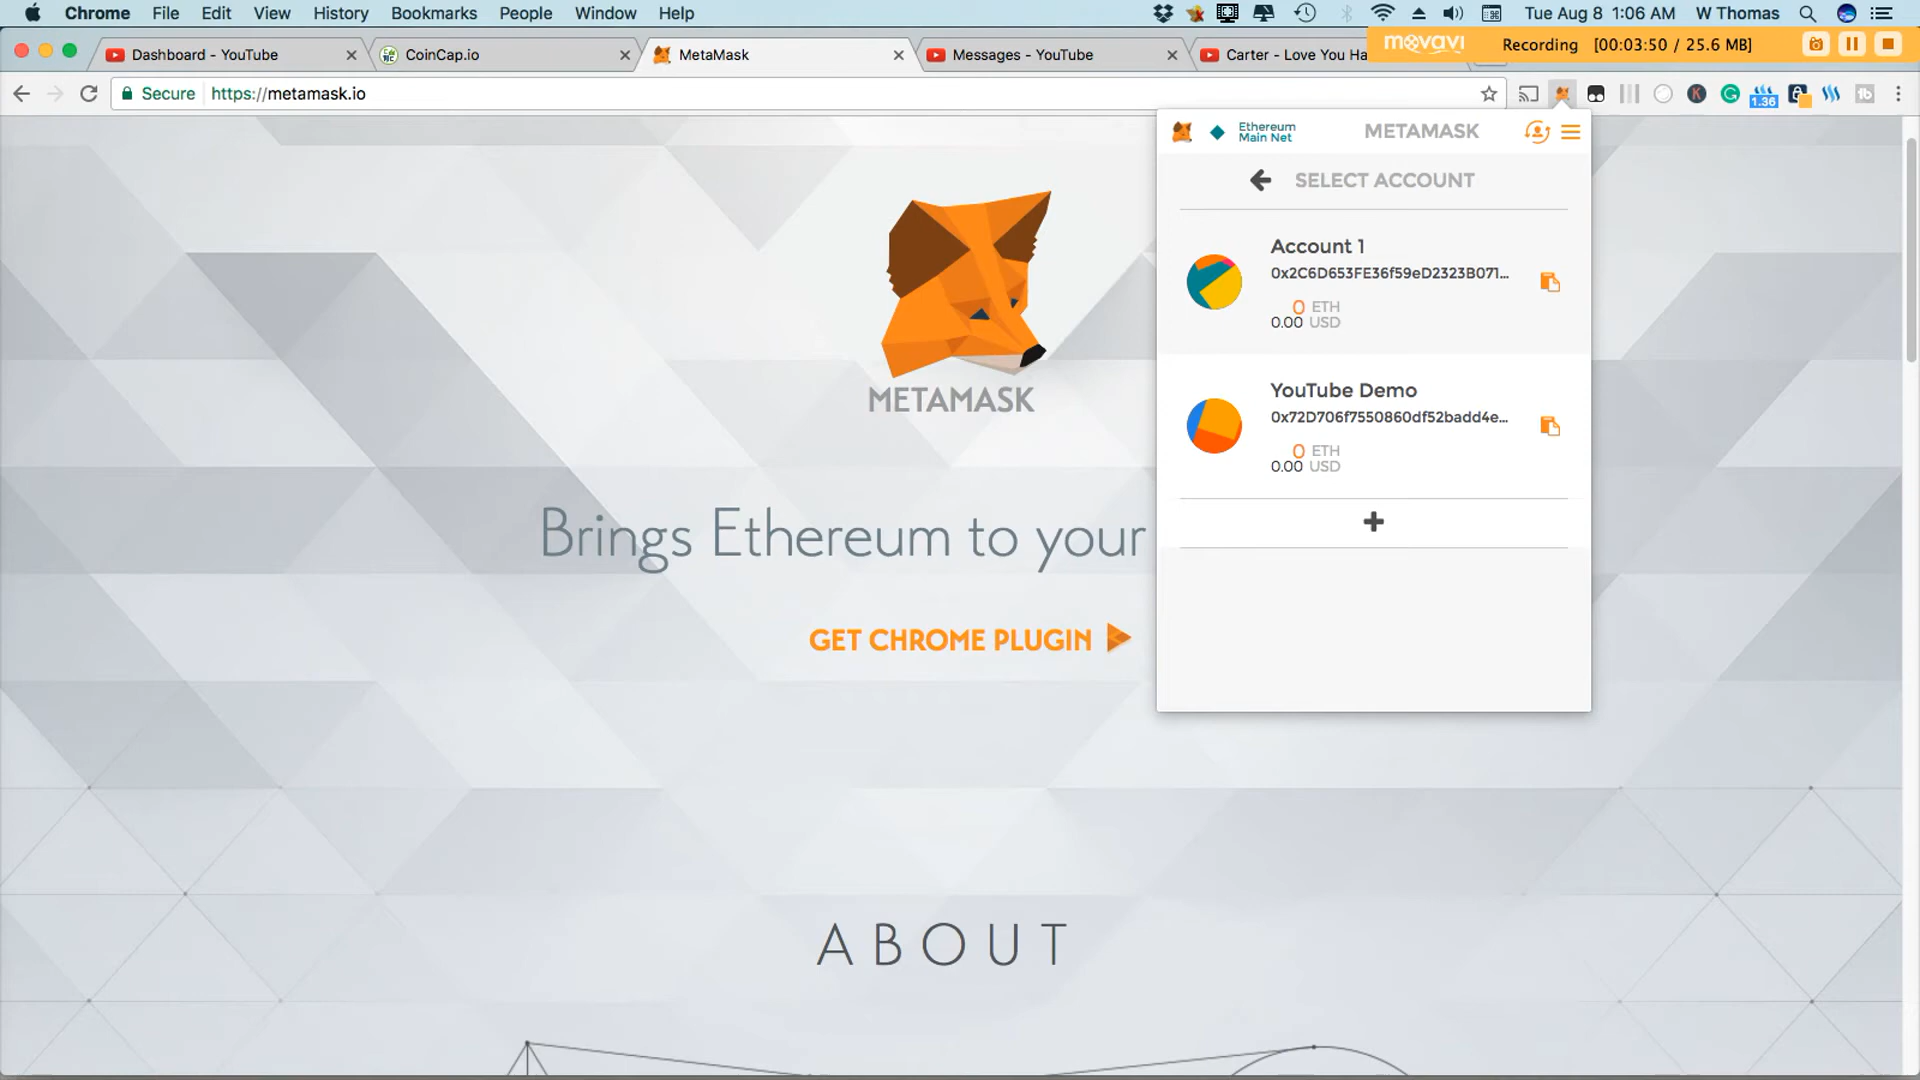 Chrome File Edit View History Bookmarks People Window Help Tue Aug 8 1:06 AM W Thomas
movavi Recording [00:03:50 / 25.6 MB]
Dashboard - YouTube CoinCap.io MetaMask Messages - YouTube Carter - Love You Ha
Secure https://metamask.io
1.36
Ethereum
Main Net
METAMASK
SELECT ACCOUNT
Account 1
0x2C6D653FE36f59eD2323B071...
0 ETH
0.00 USD
YouTube Demo
0x72D706f7550860df52badd4e...
0 ETH
0.00 USD
METAMASK
Brings Ethereum to your
GET CHROME PLUGIN
ABOUT